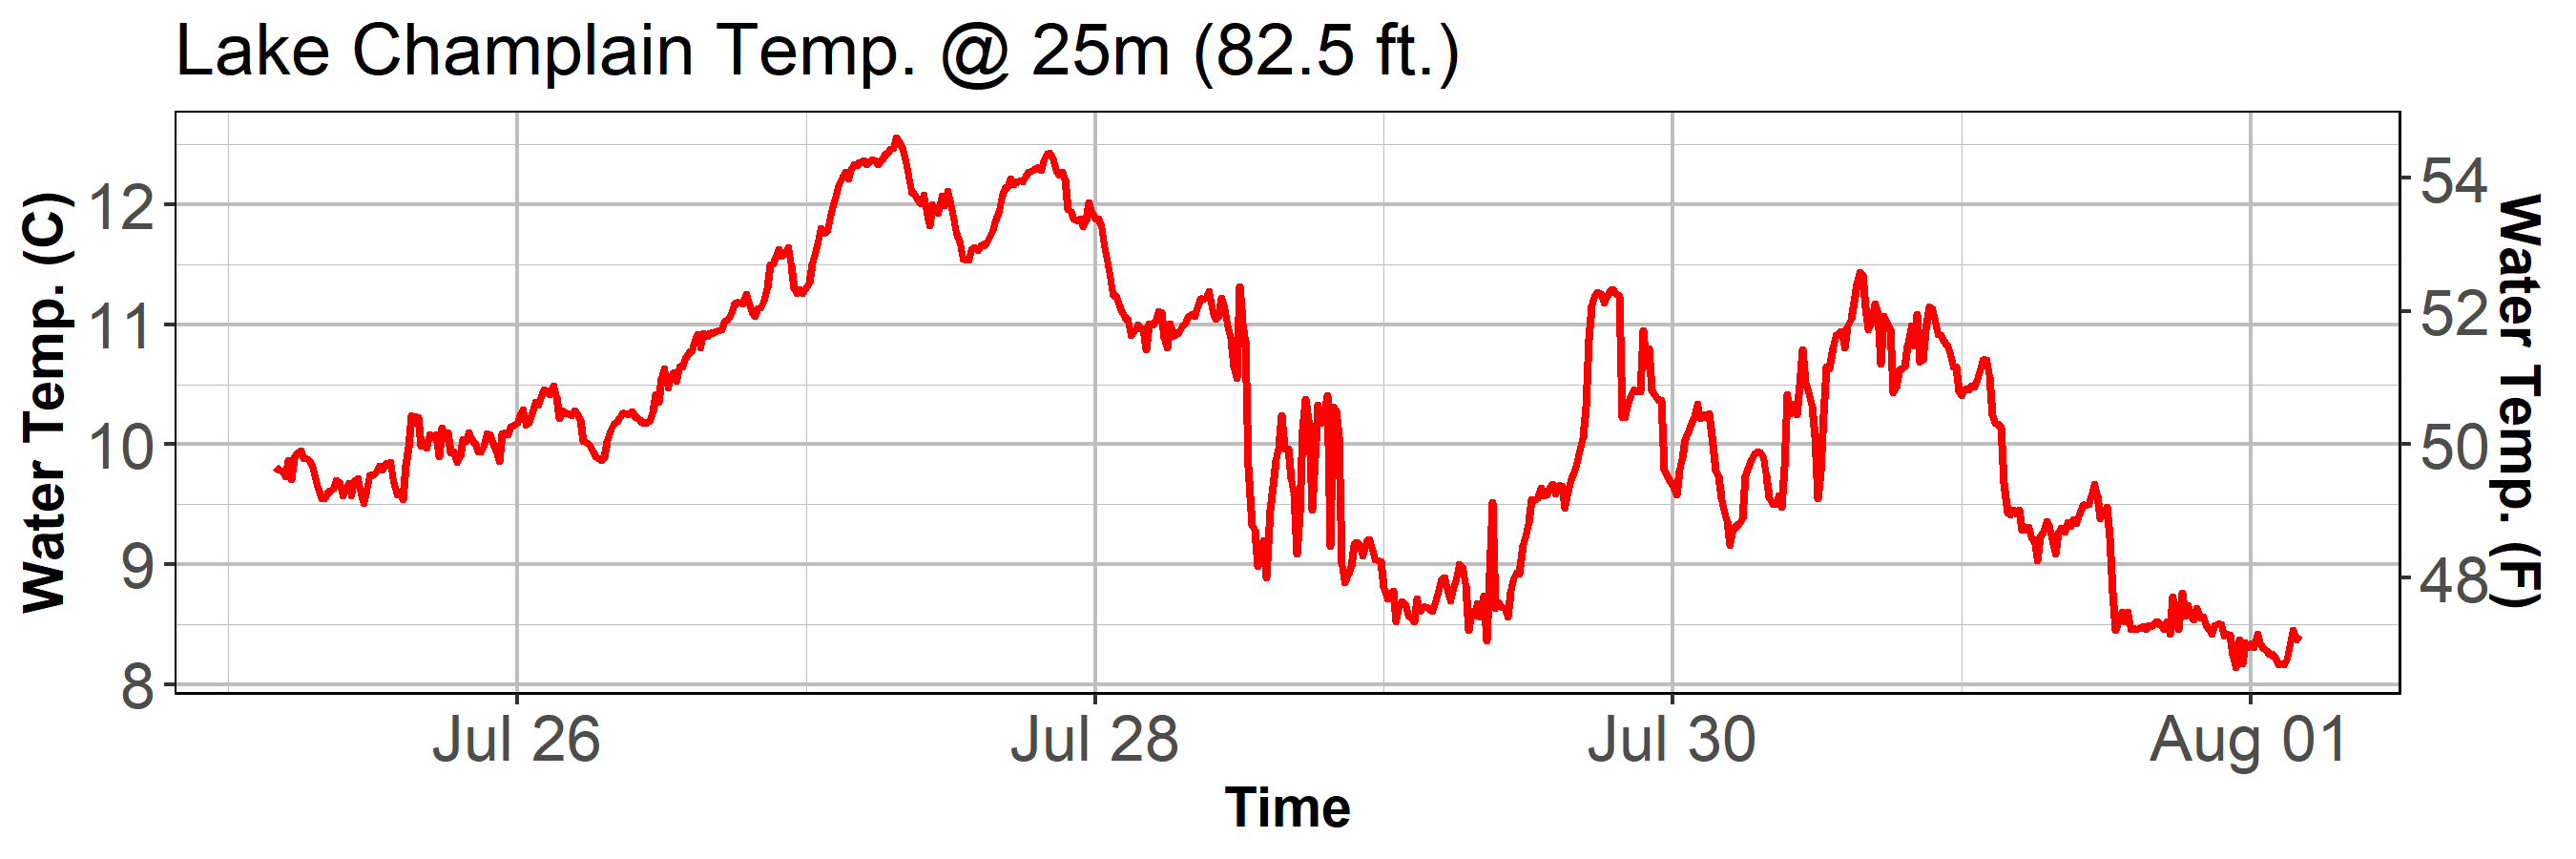 Lake Champlain Temp. @ 25m (82.5 ft.)
Water Temp. (C)
12
11
10
9
8
54
52
50
48
Water Temp. (F)
Jul 26
Jul 28
Jul 30
Aug 01
Time